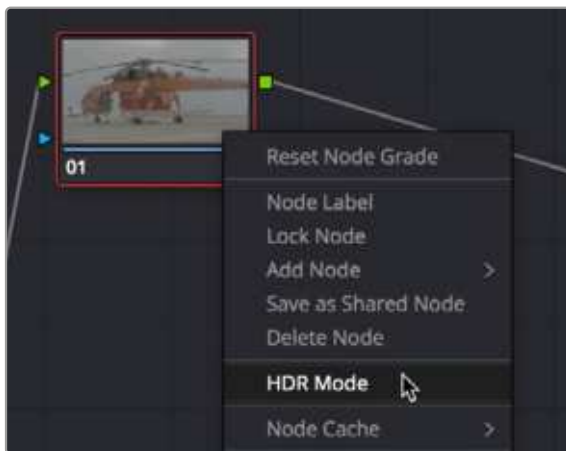 01
Reset Node Grade
Node Label
Lock Node
Add Node >
Save as Shared Node
Delete Node
HDR Mode
Node Cache >